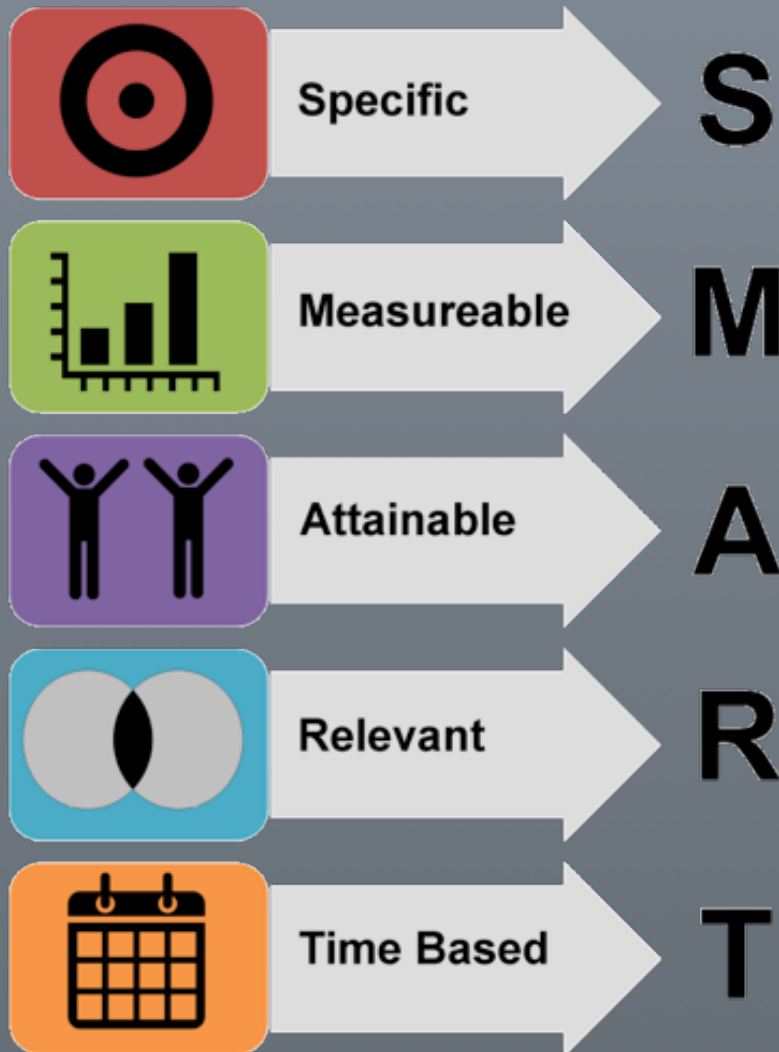 Specific S
Measureable M
Attainable A
Relevant R
Time Based T